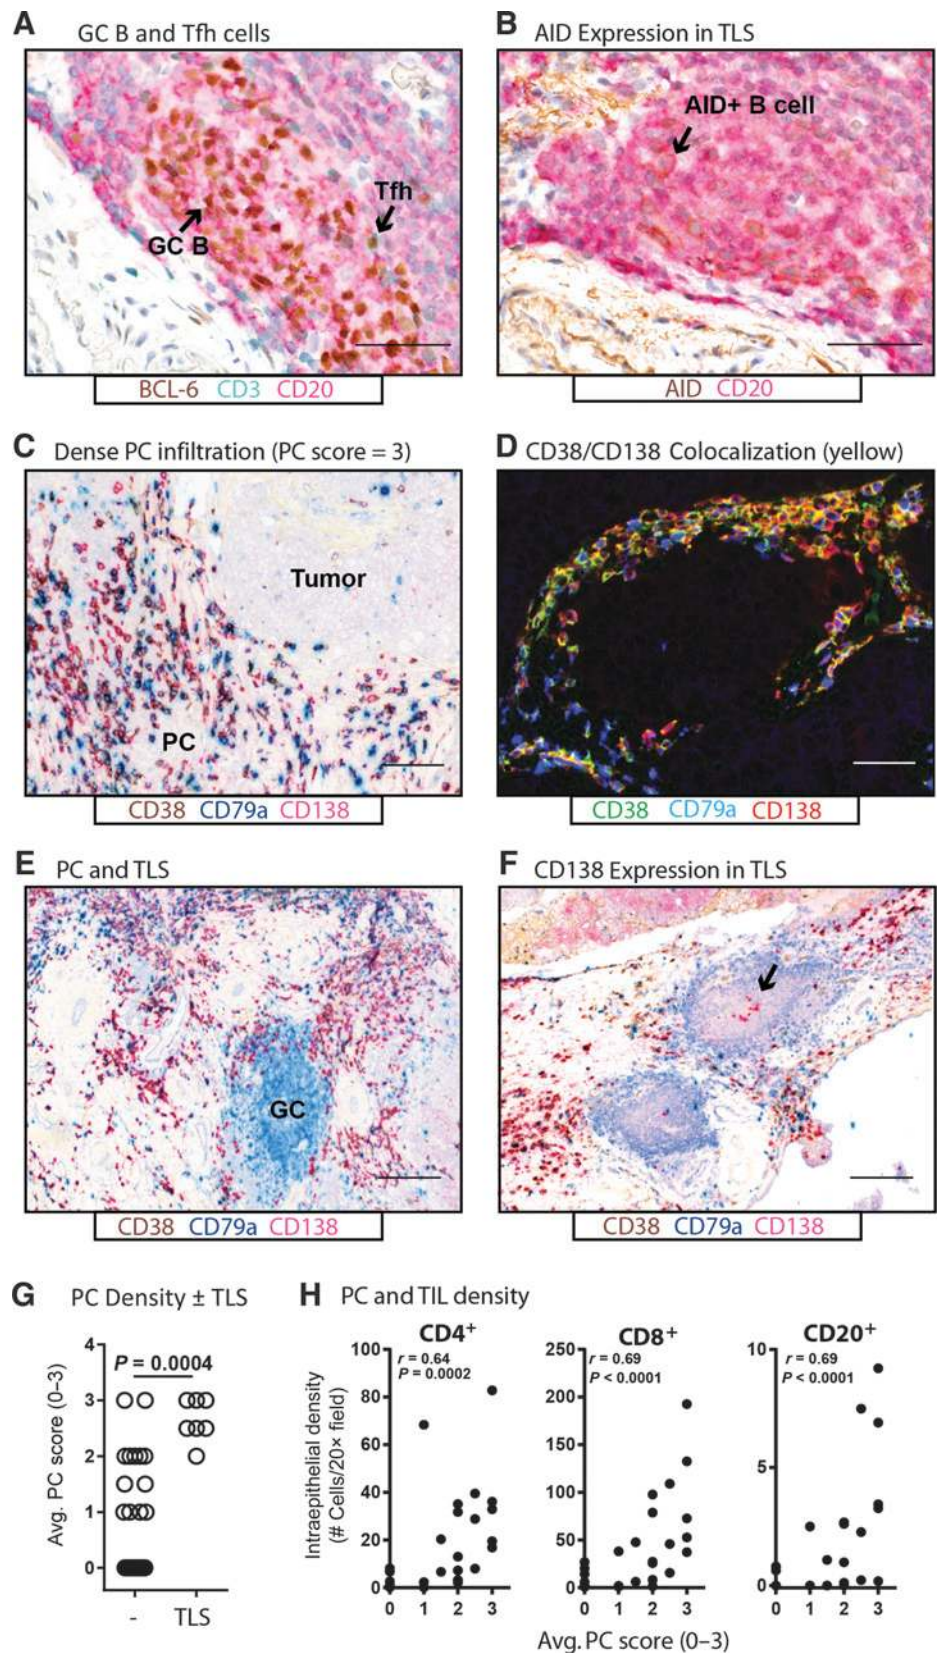 A GC B and Tfh cells
GC B
Tfh
BCL-6 CD3 CD20
B AID Expression in TLS
AID+ B cell
AID CD20
C Dense PC infiltration (PC score = 3)
Tumor
PC
CD38 CD79a CD138
D CD38/CD138 Colocalization (yellow)
CD38 CD79a CD138
E PC and TLS
GC
CD38 CD79a CD138
F CD138 Expression in TLS
CD38 CD79a CD138
G PC Density ± TLS
Avg. PC score (0–3)
4
3
2
1
0
P = 0.0004
- TLS
H PC and TIL density
Intraepithelial density
(# Cells/20× field)
CD4⁺
r = 0.64
P = 0.0002
100
80
60
40
20
0
0 1 2 3
CD8⁺
r = 0.69
P < 0.0001
250
200
150
100
50
0
0 1 2 3
CD20⁺
r = 0.69
P < 0.0001
10
5
0
0 1 2 3
Avg. PC score (0–3)